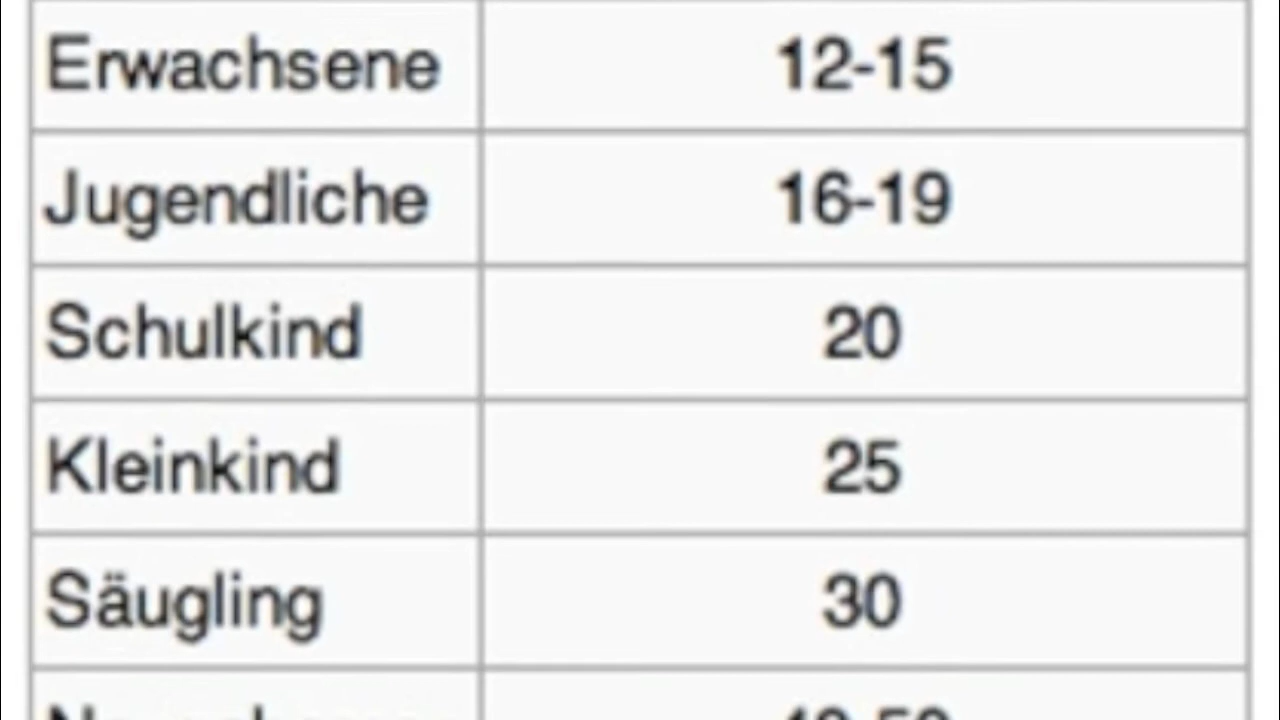 Erwachsene 12-15
Jugendliche 16-19
Schulkind 20
Kleinkind 25
Säugling 30